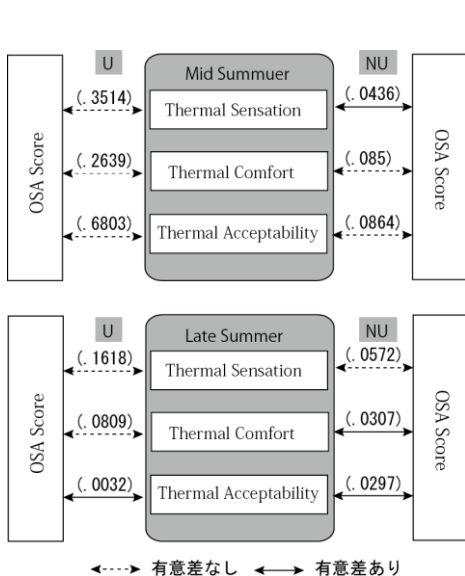 U
Mid Summuer
NU
(. 3514)
Thermal Sensation
(. 0436)
OSA Score
(. 2639)
Thermal Comfort
(. 085)
OSA Score
(. 6803)
Thermal Acceptability
(. 0864)
U
Late Summer
NU
(. 1618)
Thermal Sensation
(. 0572)
OSA Score
(. 0809)
Thermal Comfort
(. 0307)
OSA Score
(. 0032)
Thermal Acceptability
(. 0297)
有意差なし 有意差あり